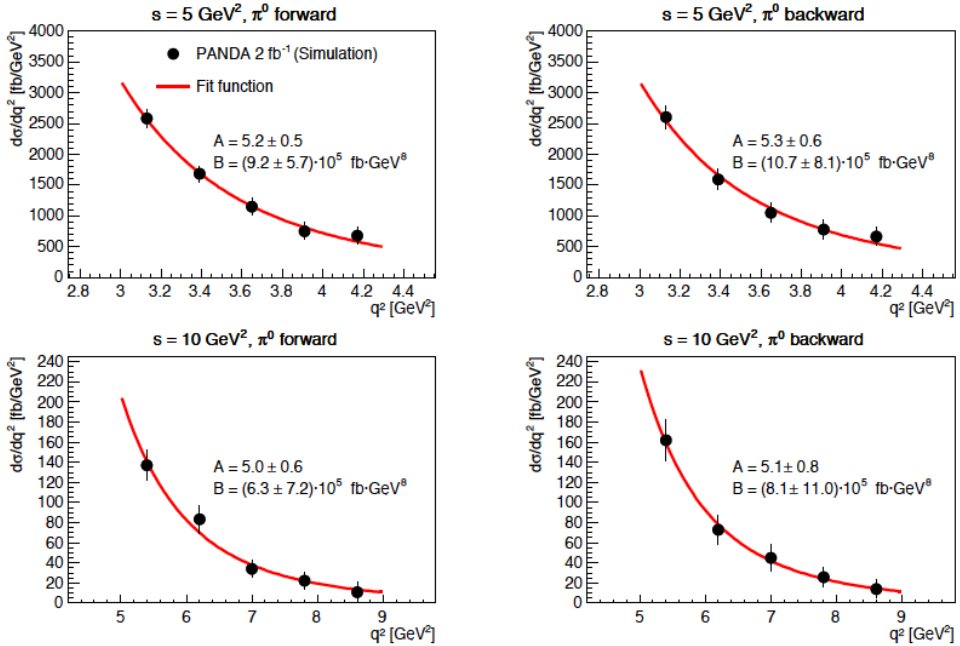 s = 5 GeV², π⁰ forward
dσ/dq² [fb/GeV²]
4000
3500
3000
2500
2000
1500
1000
500
0
PANDA 2 fb⁻¹ (Simulation)
Fit function
A = 5.2 ± 0.5
B = (9.2 ± 5.7)·10⁵ fb·GeV⁸
2.8 3 3.2 3.4 3.6 3.8 4 4.2 4.4
q² [GeV²]
s = 5 GeV², π⁰ backward
dσ/dq² [fb/GeV²]
4000
3500
3000
2500
2000
1500
1000
500
0
A = 5.3 ± 0.6
B = (10.7 ± 8.1)·10⁵ fb·GeV⁸
2.8 3 3.2 3.4 3.6 3.8 4 4.2 4.4
q² [GeV²]
s = 10 GeV², π⁰ forward
dσ/dq² [fb/GeV²]
240
220
200
180
160
140
120
100
80
60
40
20
0
A = 5.0 ± 0.6
B = (6.3 ± 7.2)·10⁵ fb·GeV⁸
5 6 7 8 9
q² [GeV²]
s = 10 GeV², π⁰ backward
dσ/dq² [fb/GeV²]
240
220
200
180
160
140
120
100
80
60
40
20
0
A = 5.1 ± 0.8
B = (8.1 ± 11.0)·10⁵ fb·GeV⁸
5 6 7 8 9
q² [GeV²]